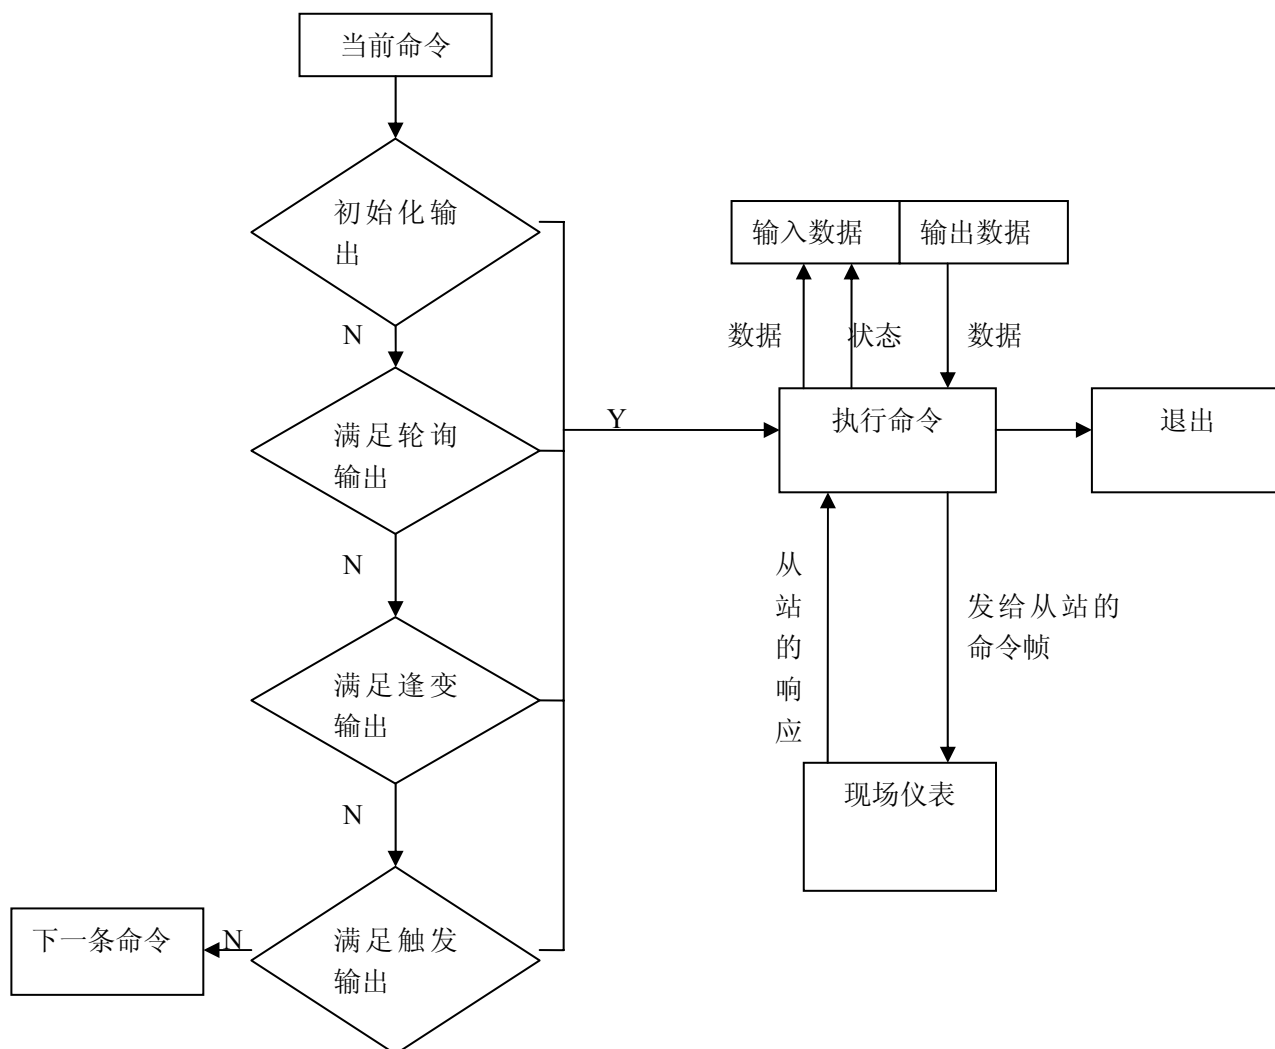 当前命令
初始化输
出
N
满足轮询
输出
N
满足逢变
输出
N
满足触发
输出
N
下一条命令
Y
输入数据
输出数据
数据
状态
数据
执行命令
退出
从
站
的
响
应
发给从站的
命令帧
现场仪表